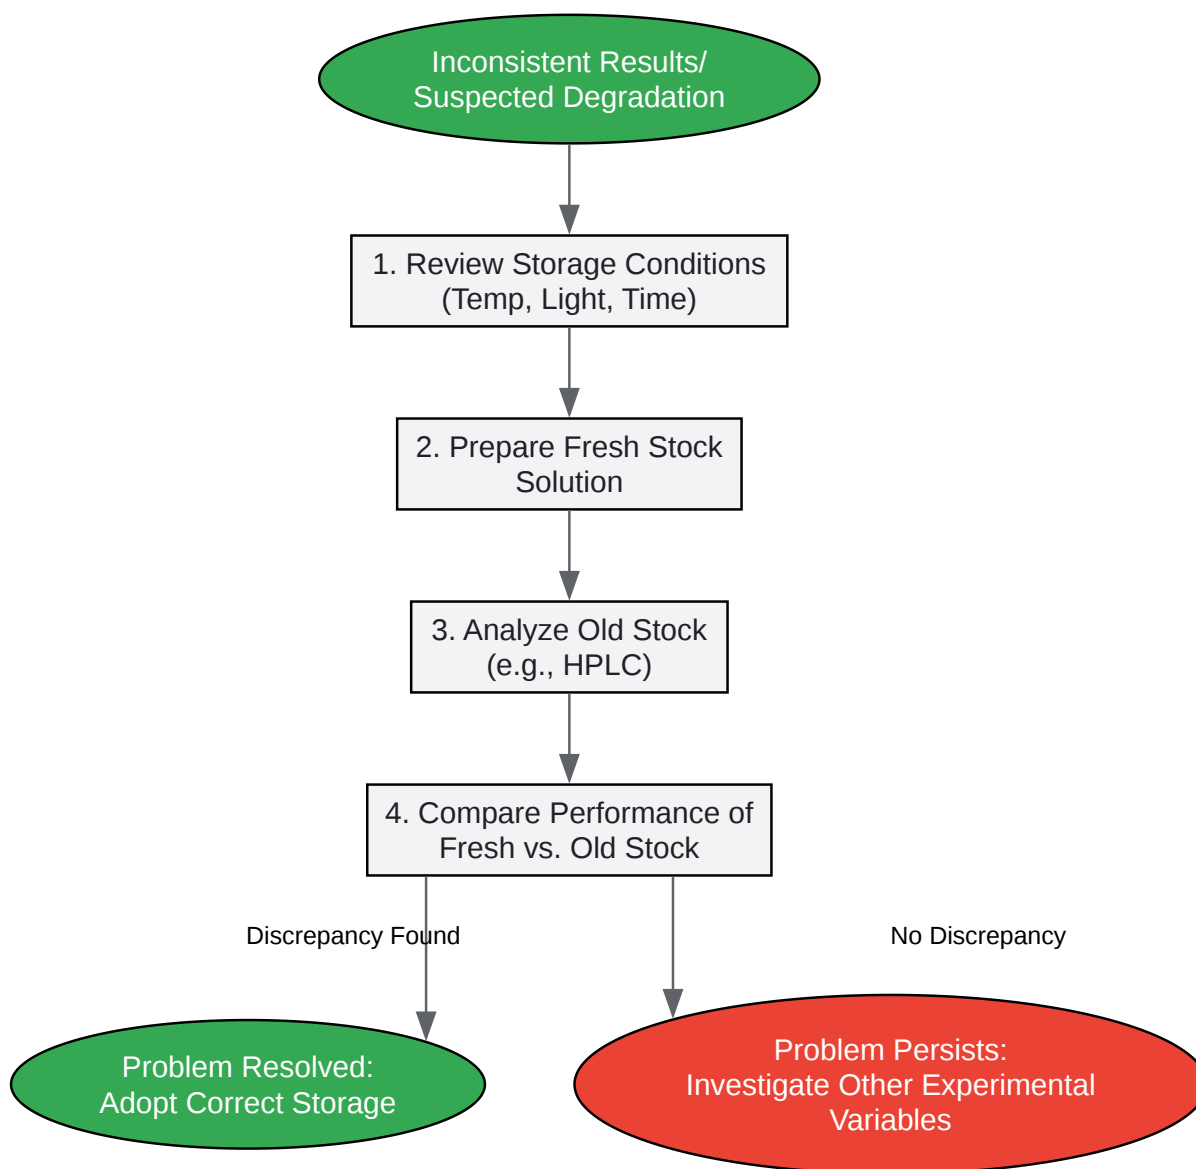 Inconsistent Results/
Suspected Degradation
1. Review Storage Conditions
(Temp, Light, Time)
2. Prepare Fresh Stock
Solution
3. Analyze Old Stock
(e.g., HPLC)
4. Compare Performance of
Fresh vs. Old Stock
Discrepancy Found
No Discrepancy
Problem Resolved:
Adopt Correct Storage
Problem Persists:
Investigate Other Experimental
Variables